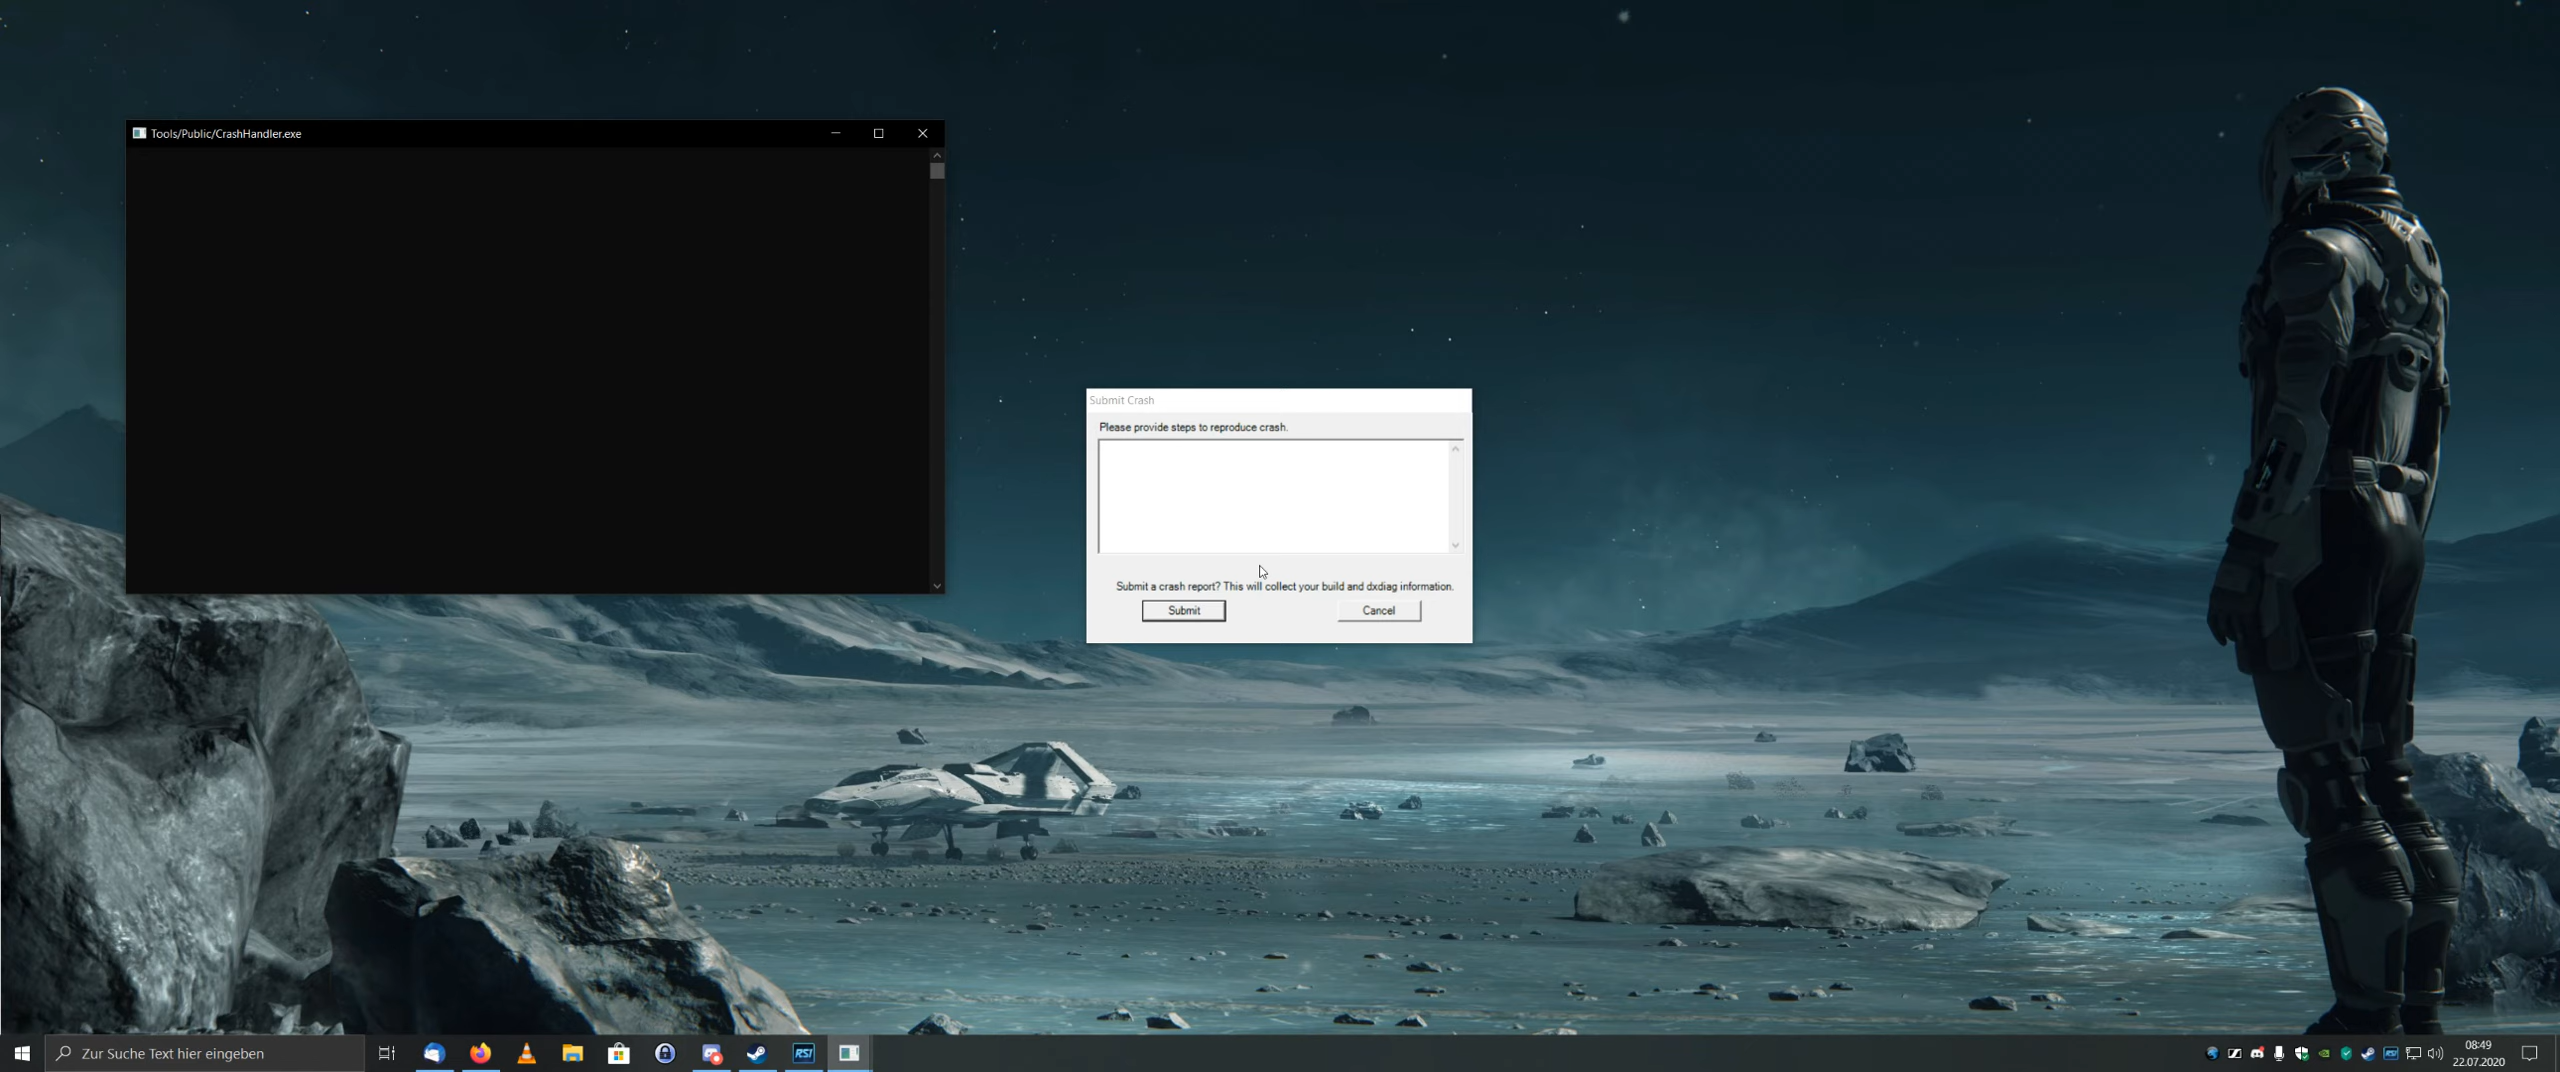 Tools/Public/CrashHandler.exe
Submit Crash
Please provide steps to reproduce crash.
Submit a crash report? This will collect your build and dxdiag information.
Submit
Cancel
Zur Suche Text hier eingeben
RSI
08:49
22.07.2020